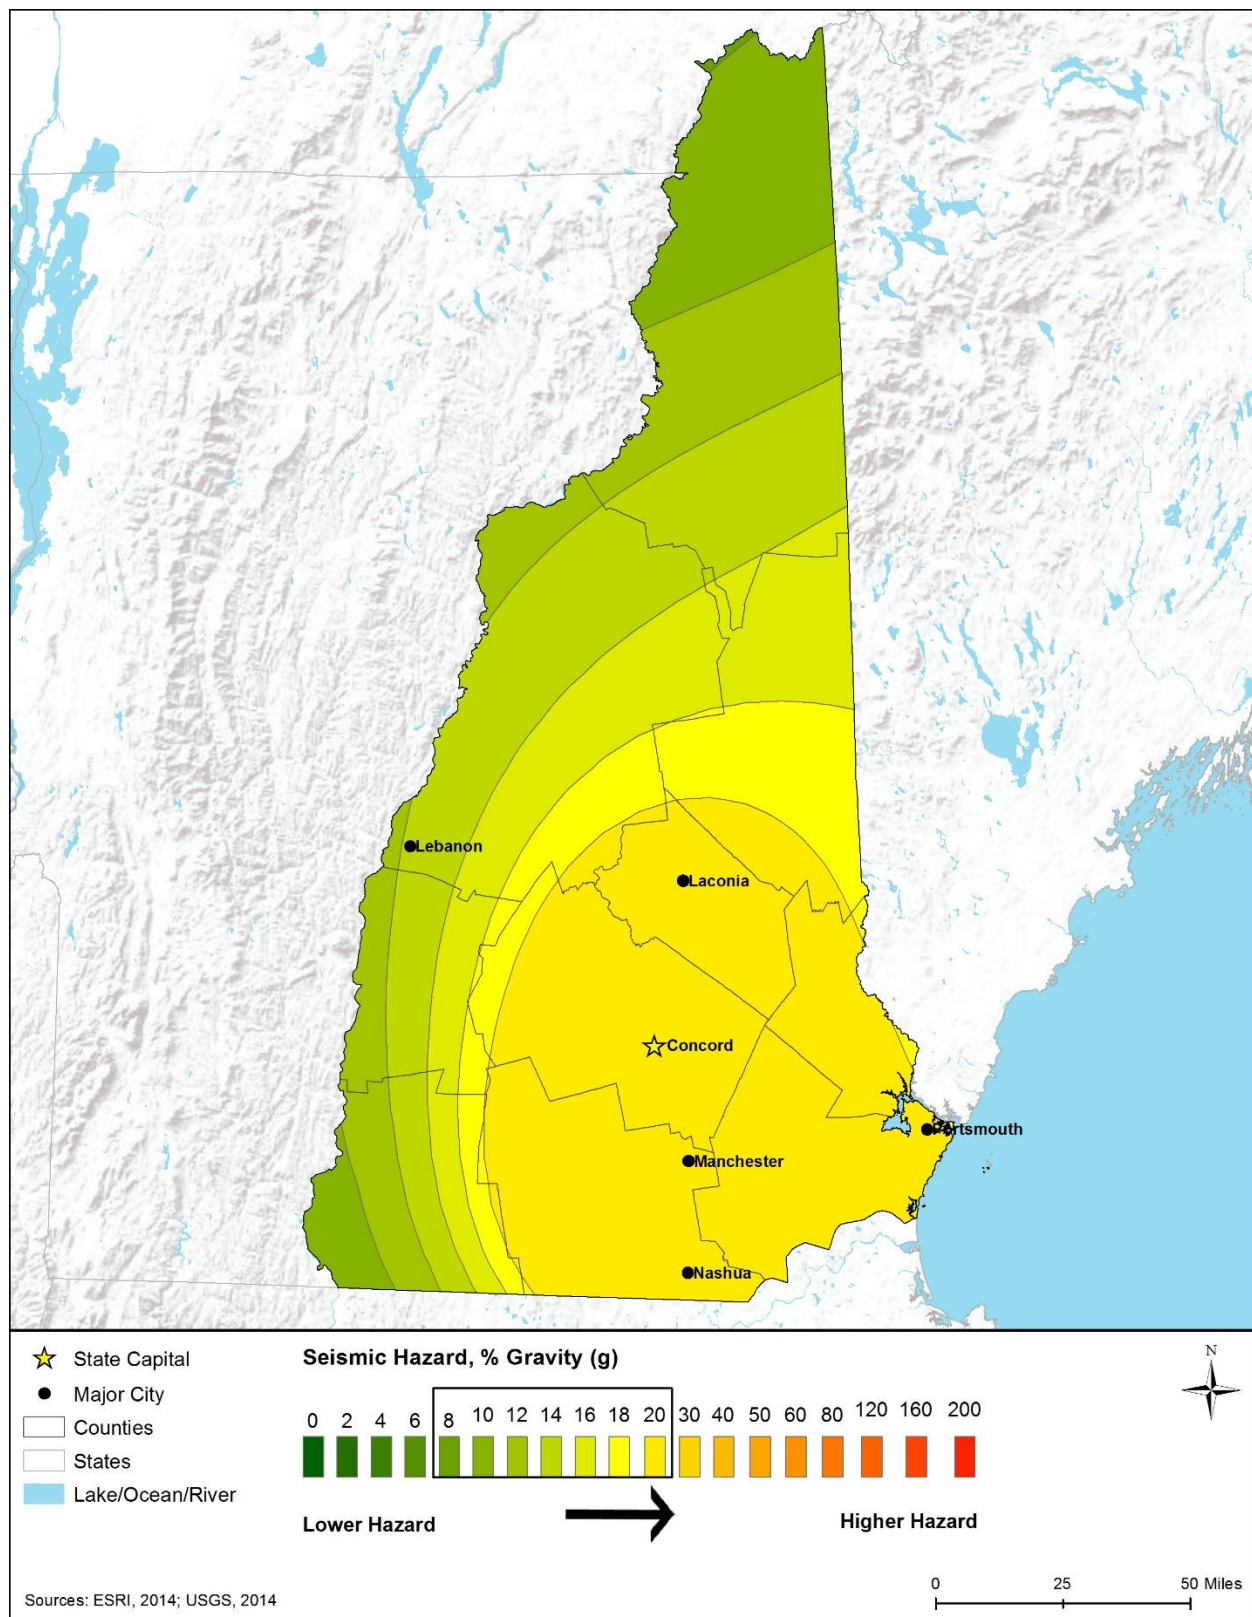 Lebanon
Laconia
Concord
Portsmouth
Manchester
Nashua
State Capital
Major City
Counties
States
Lake/Ocean/River
Seismic Hazard, % Gravity (g)
0 2 4 6 8 10 12 14 16 18 20 30 40 50 60 80 120 160 200
Lower Hazard
Higher Hazard
N
0 25 50 Miles
Sources: ESRI, 2014; USGS, 2014